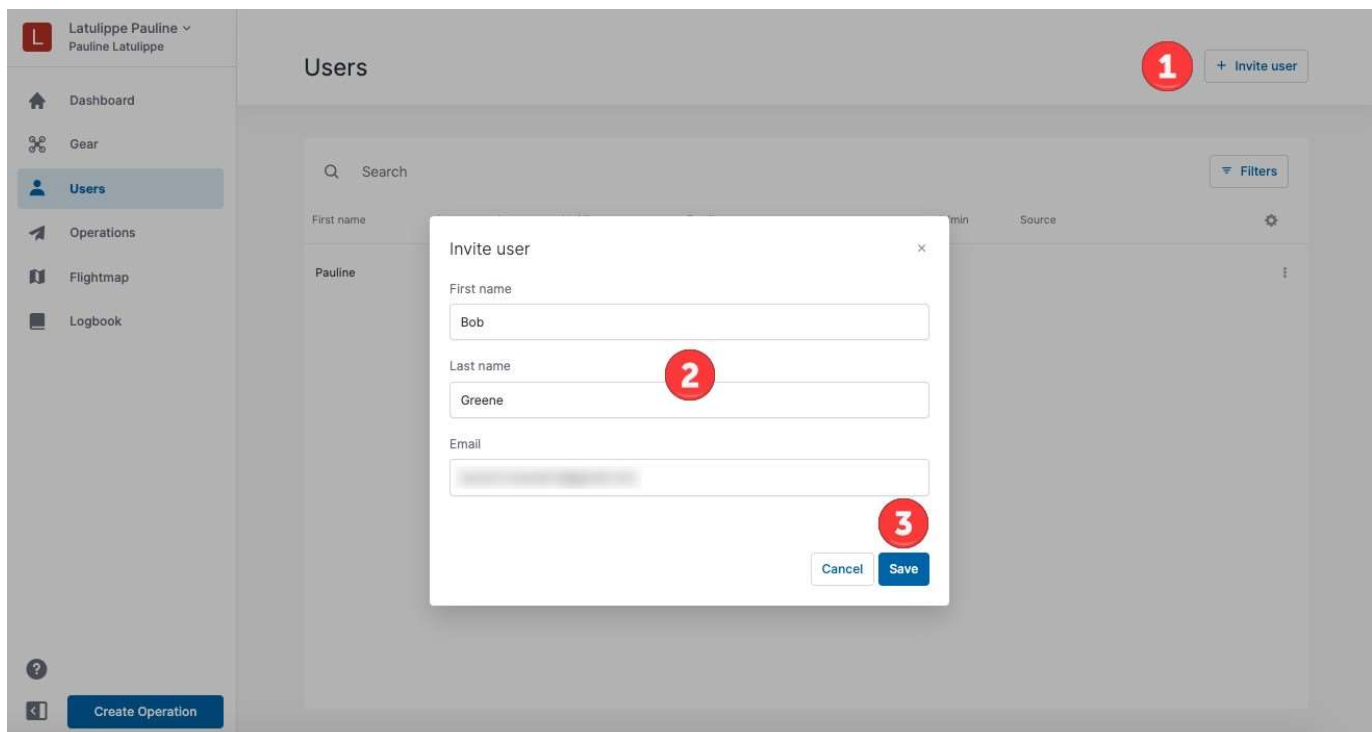 L
Latulippe Pauline
Pauline Latulippe
Dashboard
Gear
Users
Operations
Flightmap
Logbook
?
Create Operation
Users
1
+ Invite user
Search
Filters
First name
Source
Pauline
Invite user
×
First name
Bob
Last name
2
Greene
Email
3
Cancel Save